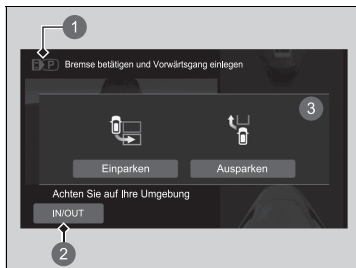 1
P Bremse betätigen und Vorwärtsgang einlegen
3
Einparken Ausparken
Achten Sie auf Ihre Umgebung
IN/OUT
2